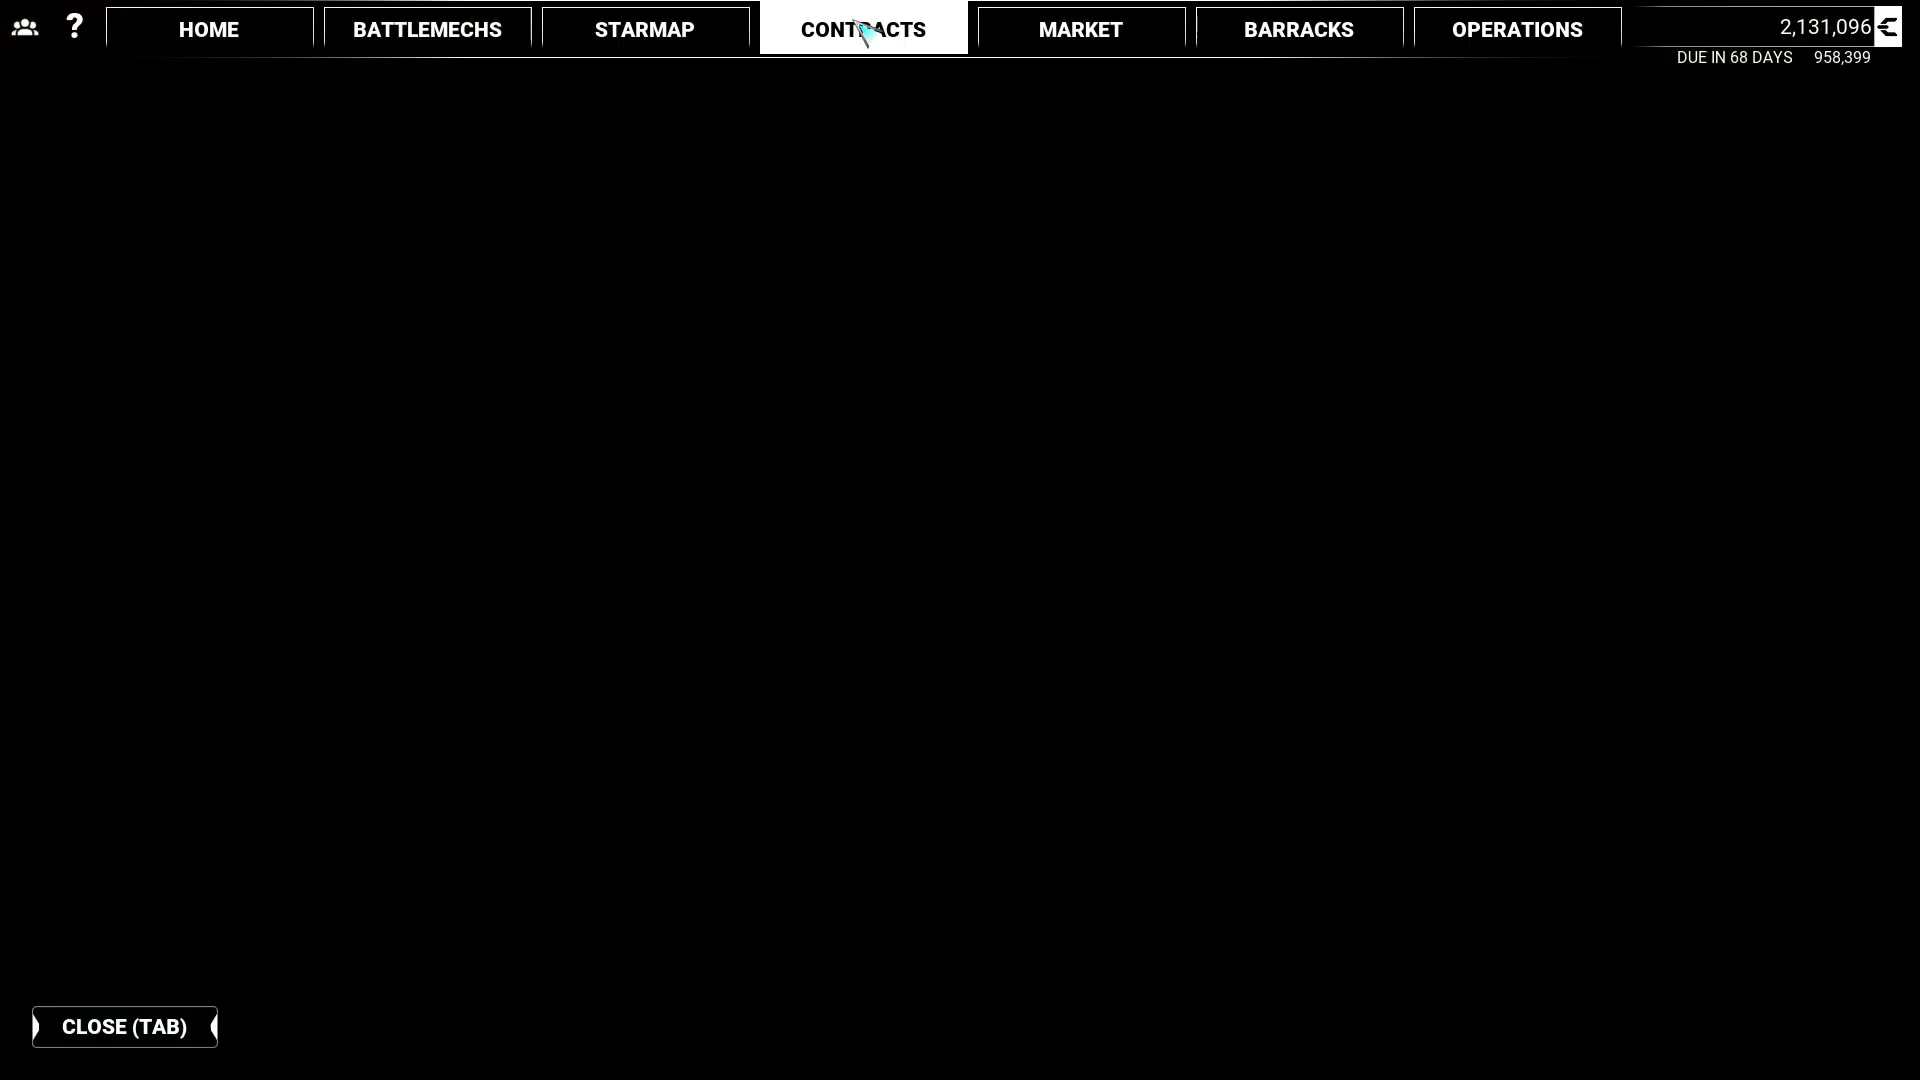 ?
HOME
BATTLEMECHS
STARMAP
CONTRACTS
MARKET
BARRACKS
OPERATIONS
2,131,096
DUE IN 68 DAYS 958,399
CLOSE (TAB)